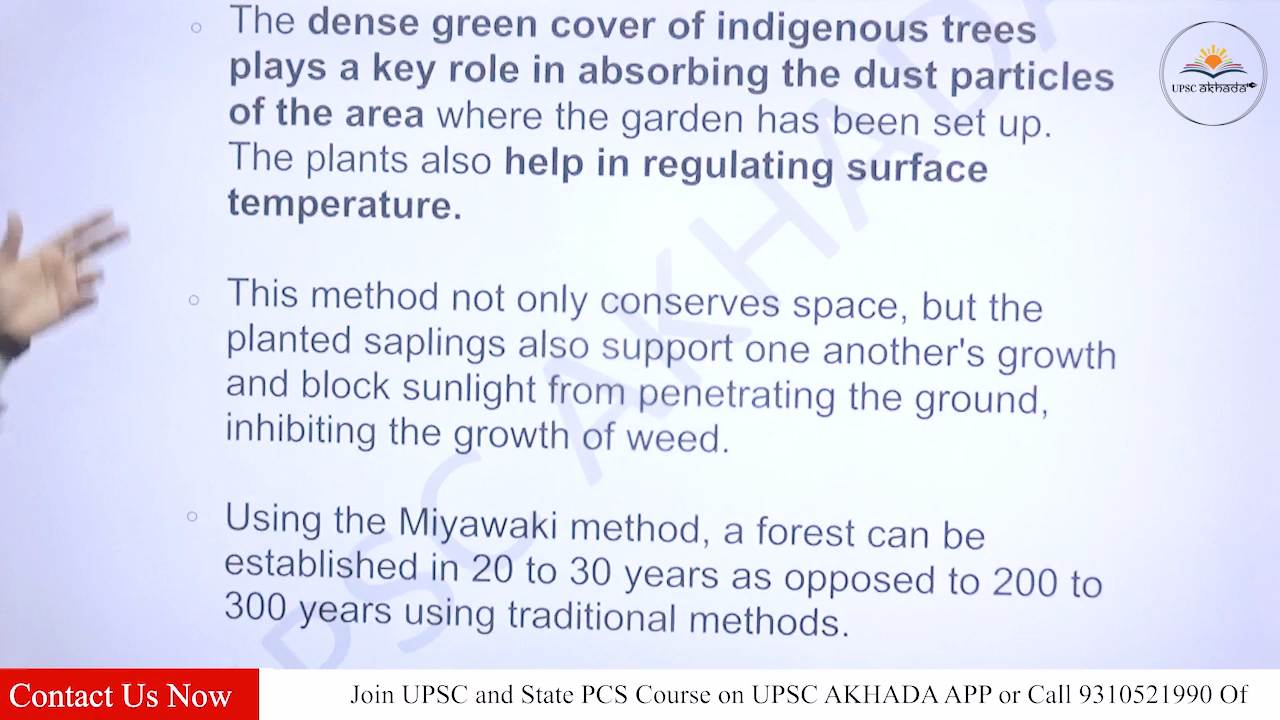 The dense green cover of indigenous trees
plays a key role in absorbing the dust particles
of the area where the garden has been set up.
The plants also help in regulating surface
temperature.
This method not only conserves space, but the
planted saplings also support one another's growth
and block sunlight from penetrating the ground,
inhibiting the growth of weed.
Using the Miyawaki method, a forest can be
established in 20 to 30 years as opposed to 200 to
300 years using traditional methods.
UPSC akhada
PSC AKHADA
Contact Us Now
Join UPSC and State PCS Course on UPSC AKHADA APP or Call 9310521990 Of